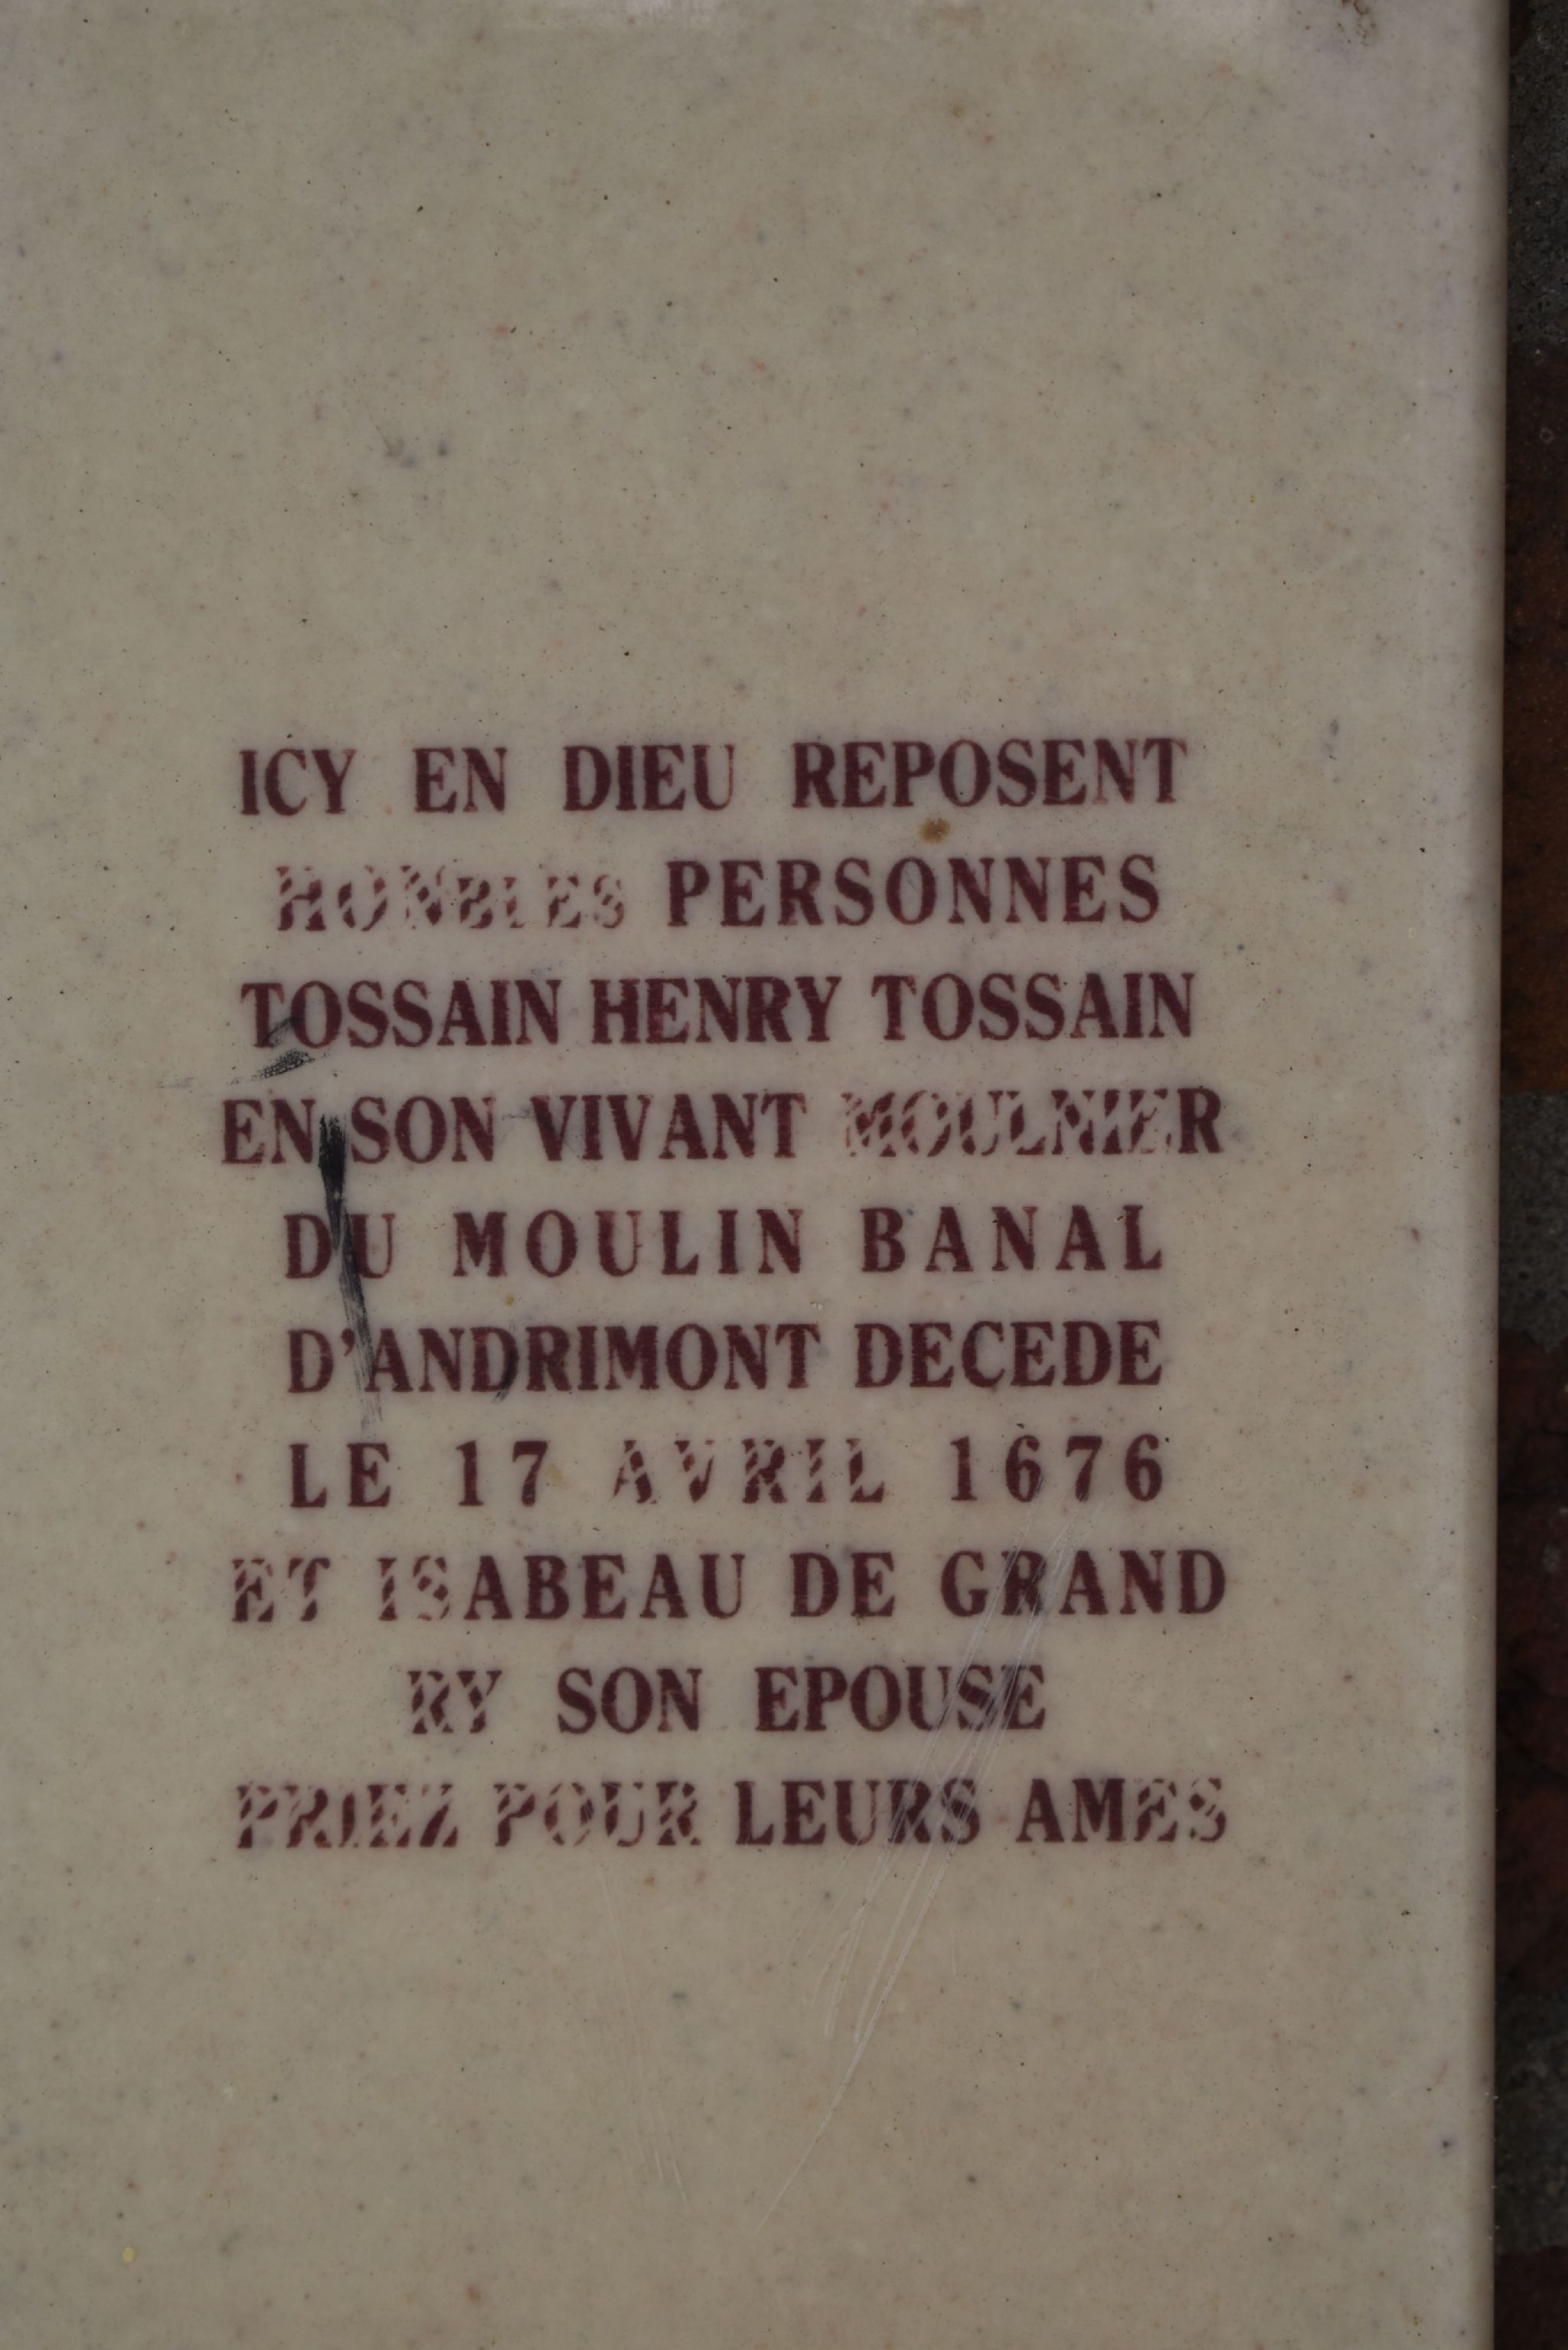 ICY EN DIEU REPOSENT
HONBLES PERSONNES
TOSSAIN HENRY TOSSAIN
EN SON VIVANT MOULNIER
DU MOULIN BANAL
D'ANDRIMONT DECEDE
LE 17 AVRIL 1676
ET ISABEAU DE GRAND
RY SON EPOUSE
PRIEZ POUR LEURS AMES